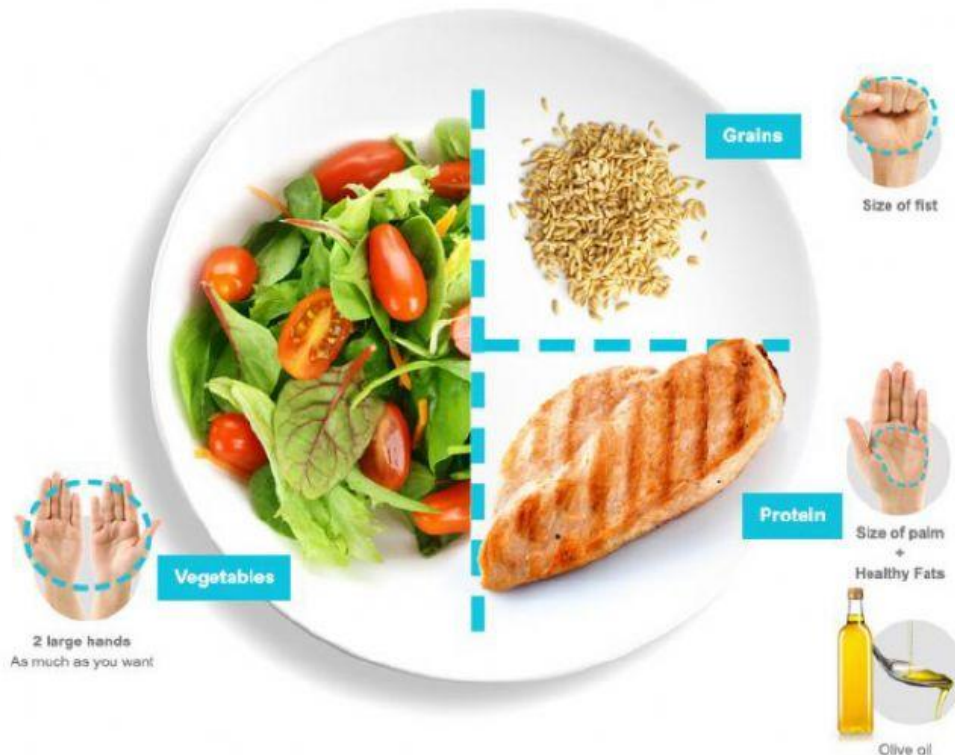 Grains
Size of fist
Protein
Size of palm
+
Healthy Fats
Vegetables
2 large hands
As much as you want
Olive oil